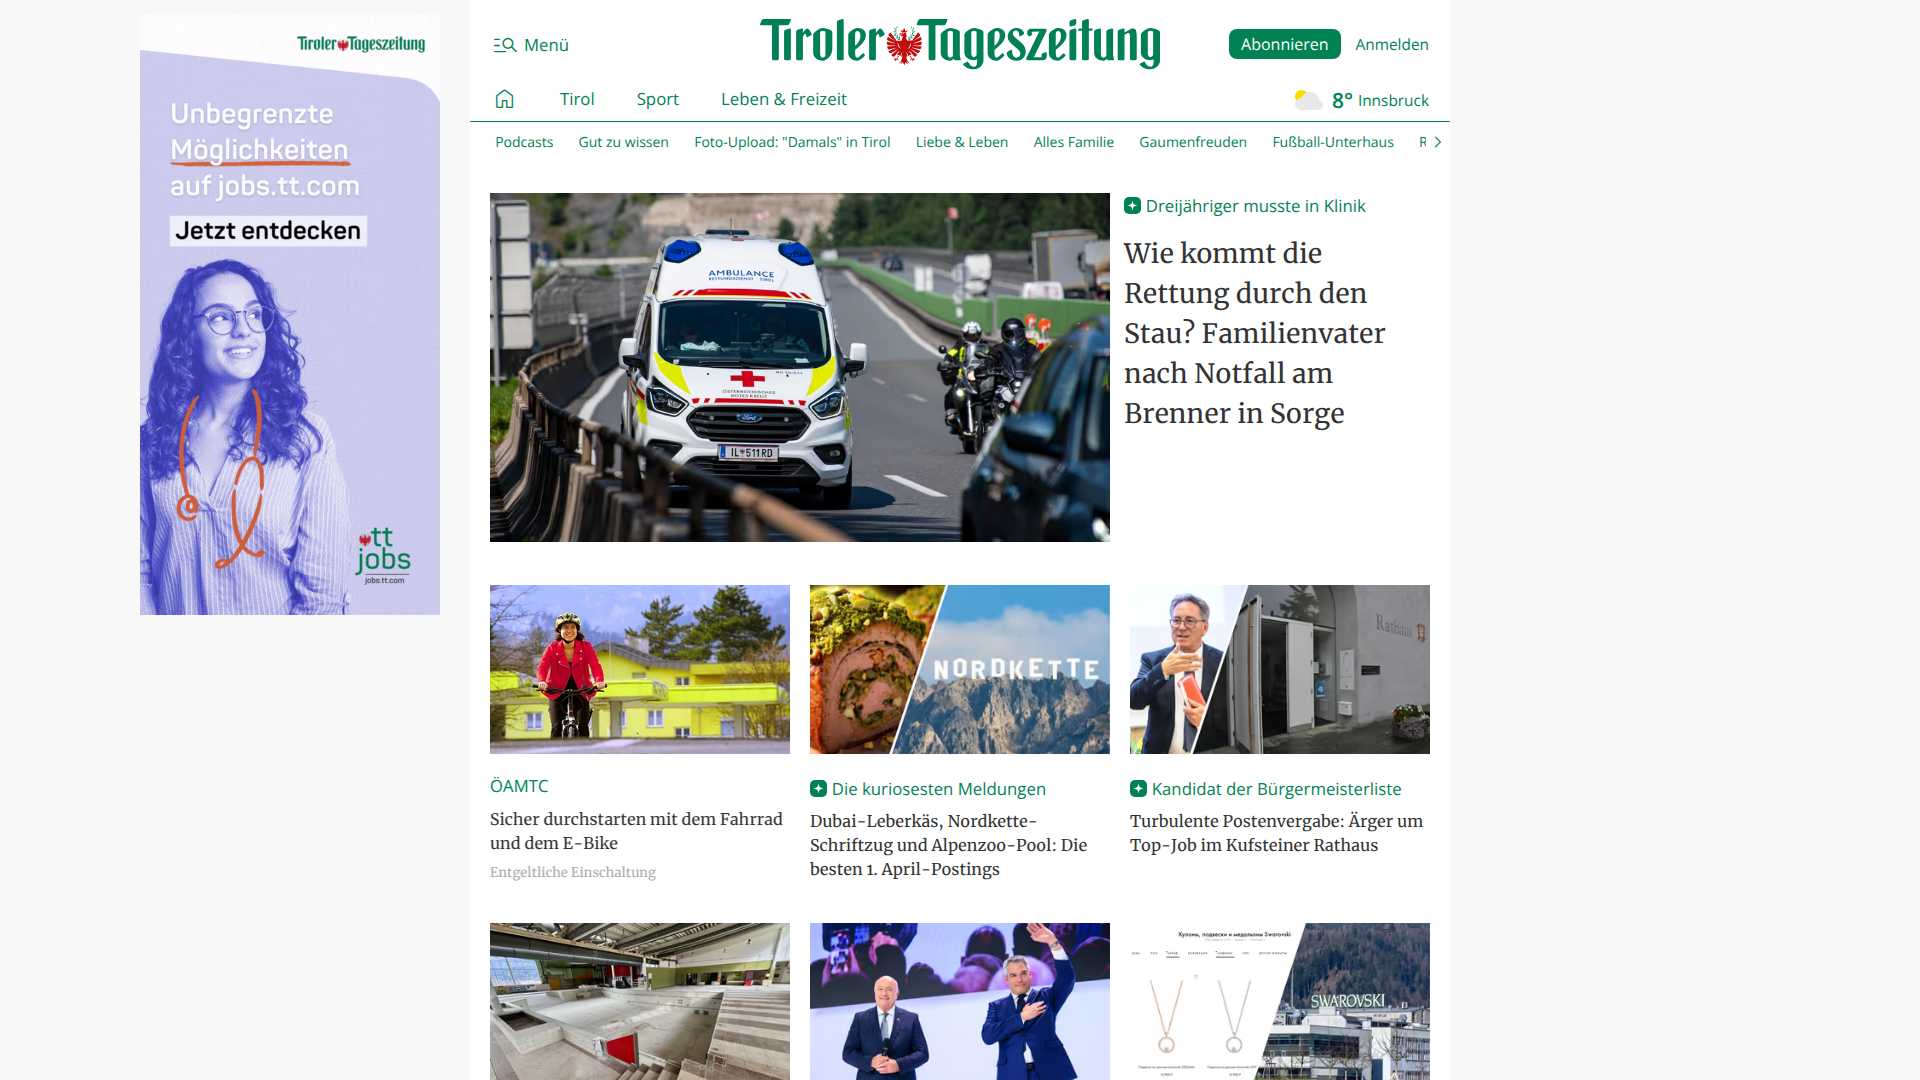 Tiroler Tageszeitung
Unbegrenzte
Möglichkeiten
auf jobs.tt.com
Jetzt entdecken
tt
jobs
jobs.tt.com
Menü
Tiroler Tageszeitung
Abonnieren
Anmelden
Tirol
Sport
Leben & Freizeit
8° Innsbruck
Podcasts
Gut zu wissen
Foto-Upload: "Damals" in Tirol
Liebe & Leben
Alles Familie
Gaumenfreuden
Fußball-Unterhaus
AMBULANCE
IL 511RD
Dreijähriger musste in Klinik
Wie kommt die
Rettung durch den
Stau? Familienvater
nach Notfall am
Brenner in Sorge
NORDKETTE
Rathaus
ÖAMTC
Sicher durchstarten mit dem Fahrrad
und dem E-Bike
Entgeltliche Einschaltung
Die kuriosesten Meldungen
Dubai-Leberkäs, Nordkette-
Schriftzug und Alpenzoo-Pool: Die
besten 1. April-Postings
Kandidat der Bürgermeisterliste
Turbulente Postenvergabe: Ärger um
Top-Job im Kufsteiner Rathaus
Кулоны, подвески и медальоны Swarovski
SWAROVSKI